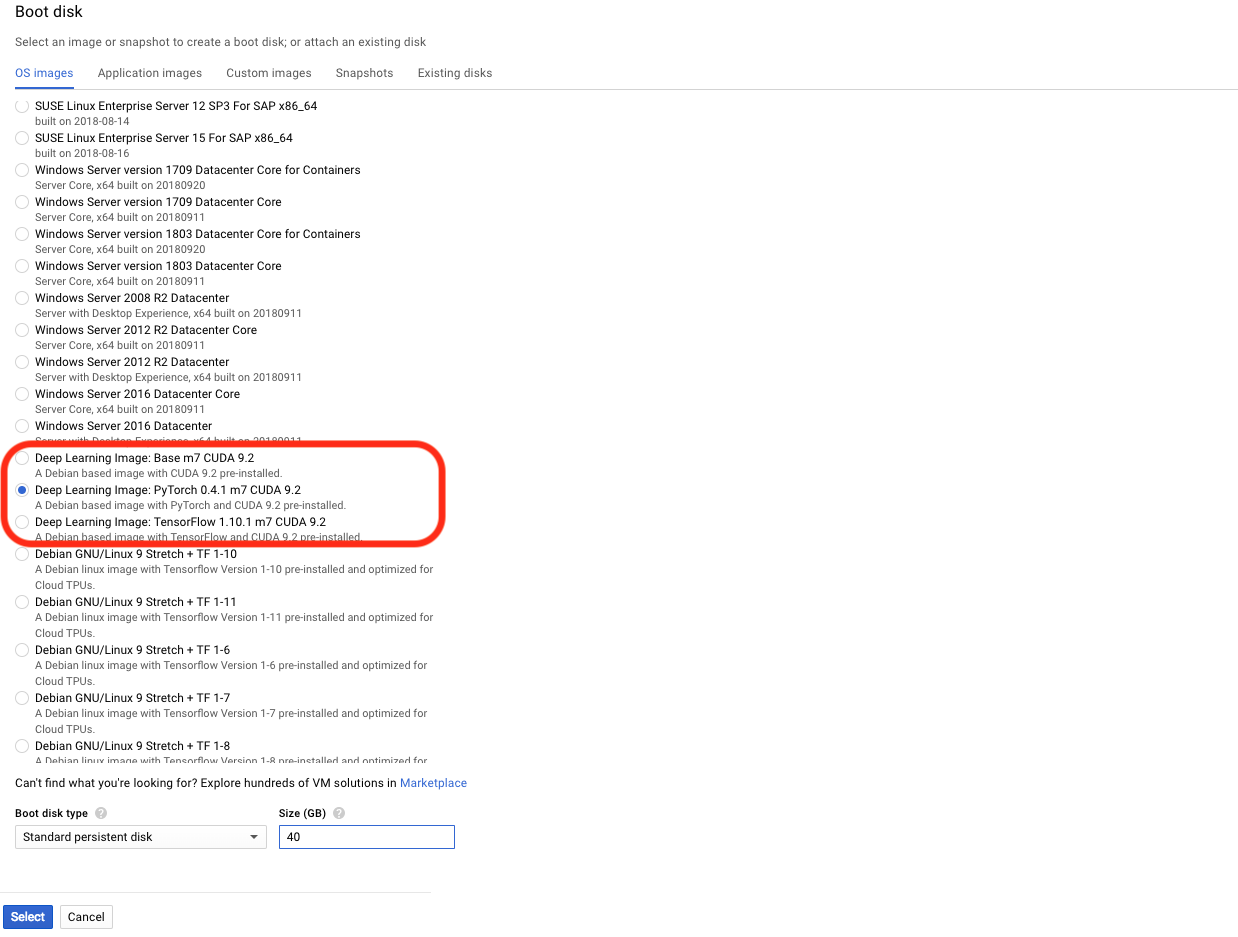 Boot disk
Select an image or snapshot to create a boot disk; or attach an existing disk
OS images Application images Custom images Snapshots Existing disks
SUSE Linux Enterprise Server 12 SP3 For SAP x86_64
built on 2018-08-14
SUSE Linux Enterprise Server 15 For SAP x86_64
built on 2018-08-16
Windows Server version 1709 Datacenter Core for Containers
Server Core, x64 built on 20180920
Windows Server version 1709 Datacenter Core
Server Core, x64 built on 20180911
Windows Server version 1803 Datacenter Core for Containers
Server Core, x64 built on 20180920
Windows Server version 1803 Datacenter Core
Server Core, x64 built on 20180911
Windows Server 2008 R2 Datacenter
Server with Desktop Experience, x64 built on 20180911
Windows Server 2012 R2 Datacenter Core
Server Core, x64 built on 20180911
Windows Server 2012 R2 Datacenter
Server with Desktop Experience, x64 built on 20180911
Windows Server 2016 Datacenter Core
Server Core, x64 built on 20180911
Windows Server 2016 Datacenter
Server with Desktop Experience, x64 built on 20180911
Deep Learning Image: Base m7 CUDA 9.2
A Debian based image with CUDA 9.2 pre-installed.
Deep Learning Image: PyTorch 0.4.1 m7 CUDA 9.2
A Debian based image with PyTorch and CUDA 9.2 pre-installed.
Deep Learning Image: TensorFlow 1.10.1 m7 CUDA 9.2
A Debian based image with TensorFlow and CUDA 9.2 pre-installed.
Debian GNU/Linux 9 Stretch + TF 1-10
A Debian linux image with Tensorflow Version 1-10 pre-installed and optimized for
Cloud TPUs.
Debian GNU/Linux 9 Stretch + TF 1-11
A Debian linux image with Tensorflow Version 1-11 pre-installed and optimized for
Cloud TPUs.
Debian GNU/Linux 9 Stretch + TF 1-6
A Debian linux image with Tensorflow Version 1-6 pre-installed and optimized for
Cloud TPUs.
Debian GNU/Linux 9 Stretch + TF 1-7
A Debian linux image with Tensorflow Version 1-7 pre-installed and optimized for
Cloud TPUs.
Debian GNU/Linux 9 Stretch + TF 1-8
A Debian linux image with Tensorflow Version 1-8 pre-installed and optimized for
Can't find what you're looking for? Explore hundreds of VM solutions in Marketplace
Boot disk type ? Size (GB) ?
Standard persistent disk 40
Select Cancel